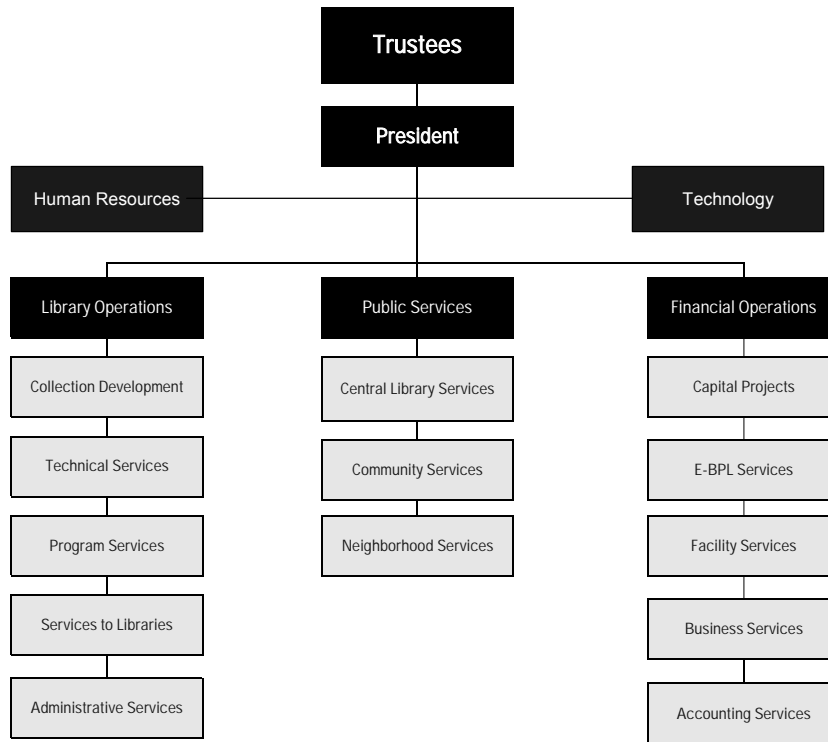 Trustees
President
Human Resources
Technology
Library Operations
Public Services
Financial Operations
Collection Development
Central Library Services
Capital Projects
Technical Services
Community Services
E-BPL Services
Program Services
Neighborhood Services
Facility Services
Services to Libraries
Business Services
Administrative Services
Accounting Services